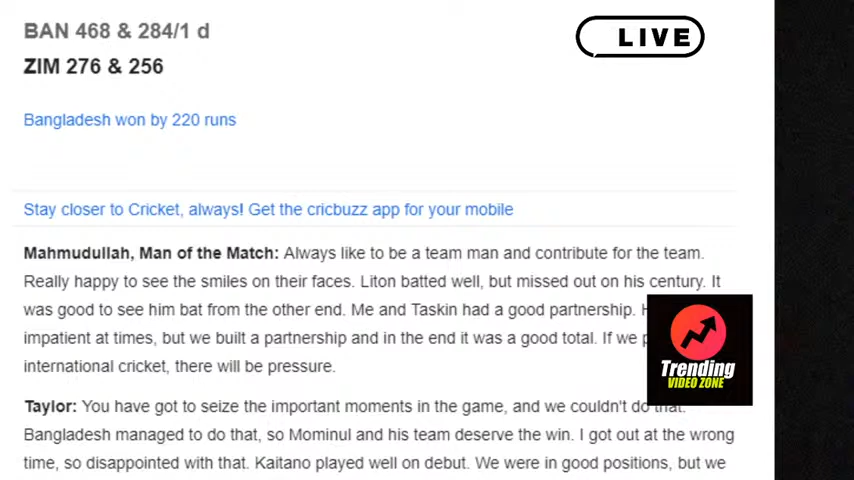 BAN 468 & 284/1 d
LIVE
ZIM 276 & 256
Bangladesh won by 220 runs
Stay closer to Cricket, always! Get the cricbuzz app for your mobile
Mahmudullah, Man of the Match: Always like to be a team man and contribute for the team.
Really happy to see the smiles on their faces. Liton batted well, but missed out on his century. It
was good to see him bat from the other end. Me and Taskin had a good partnership.
impatient at times, but we built a partnership and in the end it was a good total. If we
international cricket, there will be pressure.
Trending
VIDEO ZONE
Taylor: You have got to seize the important moments in the game, and we couldn't do that.
Bangladesh managed to do that, so Mominul and his team deserve the win. I got out at the wrong
time, so disappointed with that. Kaitano played well on debut. We were in good positions, but we